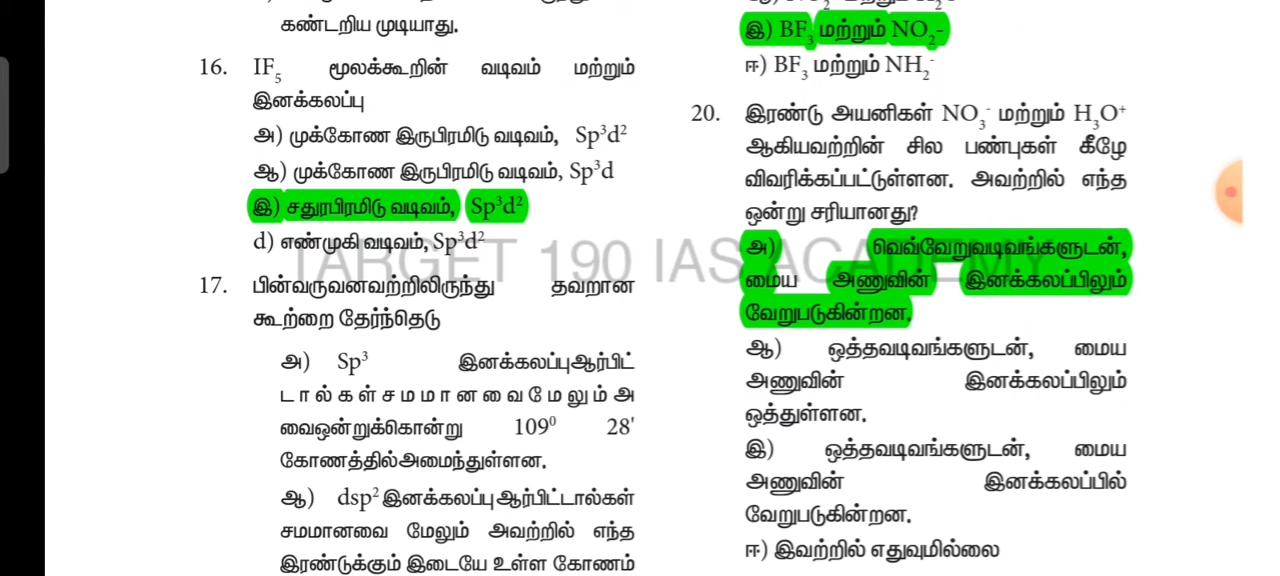 கண்டறிய முடியாது.
16. IF5 மூலக்கூறின் வடிவம் மற்றும்
இனக்கலப்பு
அ) முக்கோண இருபிரமிடு வடிவம், Sp³d²
ஆ) முக்கோண இருபிரமிடு வடிவம், Sp³d
இ) சதுரபிரமிடு வடிவம், Sp³d²
d) எண்முகி வடிவம், Sp³d²
17. பின்வருவனவற்றிலிருந்து தவறான
கூற்றை தேர்ந்தெடு
அ) Sp³ இனக்கலப்புஆர்பிட்
டால்கள்சமமானவைமேலும்அ
வைஒன்றுக்கொன்று 109⁰ 28'
கோணத்தில்அமைந்துள்ளன.
ஆ) dsp² இனக்கலப்பு ஆர்பிட்டால்கள்
சமமானவை மேலும் அவற்றில் எந்த
இரண்டுக்கும் இடையே உள்ள கோணம்
இ) BF₃ மற்றும் NO₂-
ஈ) BF₃ மற்றும் NH₂⁻
20. இரண்டு அயனிகள் NO₃⁻ மற்றும் H₃O⁺
ஆகியவற்றின் சில பண்புகள் கீழே
விவரிக்கப்பட்டுள்ளன. அவற்றில் எந்த
ஒன்று சரியானது?
அ) வெவ்வேறுவடிவங்களுடன்,
மைய அணுவின் இனக்கலப்பிலும்
வேறுபடுகின்றன.
ஆ) ஒத்தவடிவங்களுடன், மைய
அணுவின் இனக்கலப்பிலும்
ஒத்துள்ளன.
இ) ஒத்தவடிவங்களுடன், மைய
அணுவின் இனக்கலப்பில்
வேறுபடுகின்றன.
ஈ) இவற்றில் எதுவுமில்லை
TARGET 190 IAS ACADEMY